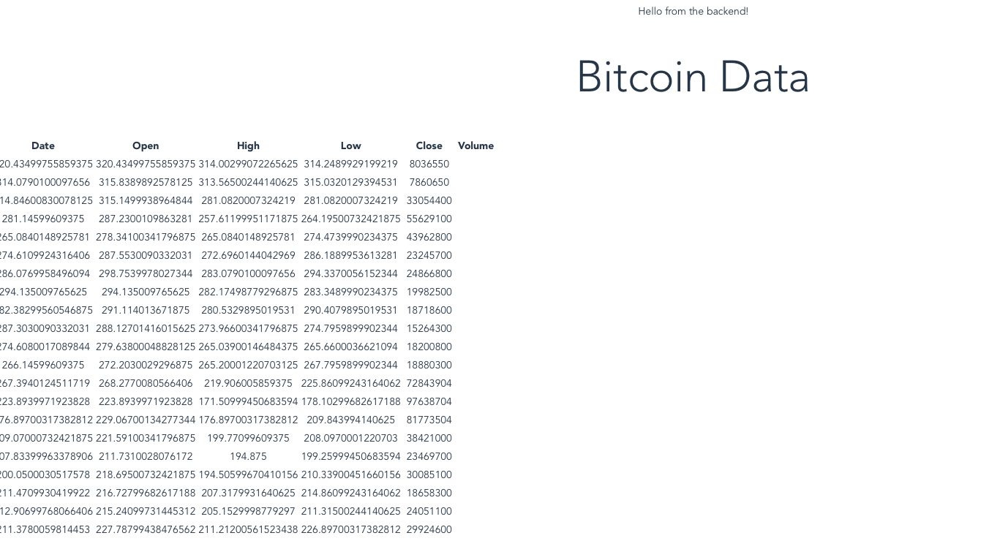 Hello from the backend!
Bitcoin Data
Date Open High Low Close Volume
20.43499755859375 320.43499755859375 314.00299072265625 314.2489929199219 8036550
314.0790100097656 315.8389892578125 313.56500244140625 315.0320129394531 7860650
14.84600830078125 315.1499938964844 281.0820007324219 281.0820007324219 33054400
281.14599609375 287.2300109863281 257.61199951171875 264.19500732421875 55629100
265.0840148925781 278.34100341796875 265.0840148925781 274.4739990234375 43962800
274.6109924316406 287.5530090332031 272.6960144042969 286.1889953613281 23245700
286.0769958496094 298.7539978027344 283.0790100097656 294.3370056152344 24866800
294.135009765625 294.135009765625 282.17498779296875 283.3489990234375 19982500
82.38299560546875 291.114013671875 280.5329895019531 290.4079895019531 18718600
287.3030090332031 288.12701416015625 273.96600341796875 274.7959899902344 15264300
274.6080017089844 279.63800048828125 265.03900146484375 265.6600036621094 18200800
266.14599609375 272.2030029296875 265.20001220703125 267.7959899902344 18880300
267.3940124511719 268.2770080566406 219.906005859375 225.86099243164062 72843904
223.8939971923828 223.8939971923828 171.50999450683594 178.10299682617188 97638704
76.89700317382812 229.06700134277344 176.89700317382812 209.843994140625 81773504
09.07000732421875 221.59100341796875 199.77099609375 208.0970001220703 38421000
07.83399963378906 211.7310028076172 194.875 199.25999450683594 23469700
200.0500030517578 218.69500732421875 194.50599670410156 210.33900451660156 30085100
211.4709930419922 216.72799682617188 207.3179931640625 214.86099243164062 18658300
12.90699768066406 215.24099731445312 205.1529998779297 211.31500244140625 24051100
211.3780059814453 227.78799438476562 211.21200561523438 226.89700317382812 29924600